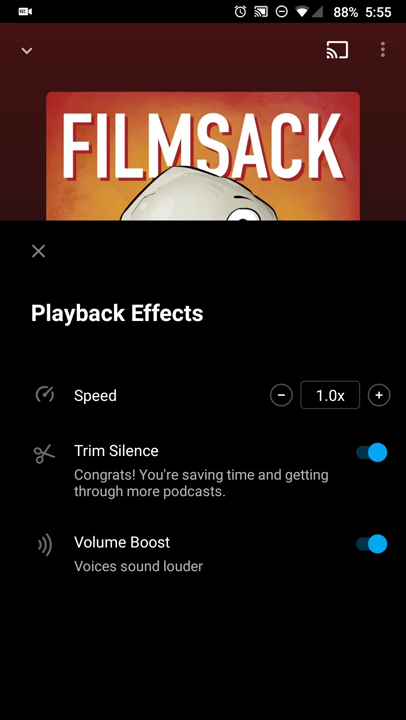 88% 5:55
FILMSACK
Playback Effects
Speed
1.0x
Trim Silence
Congrats! You're saving time and getting
through more podcasts.
Volume Boost
Voices sound louder